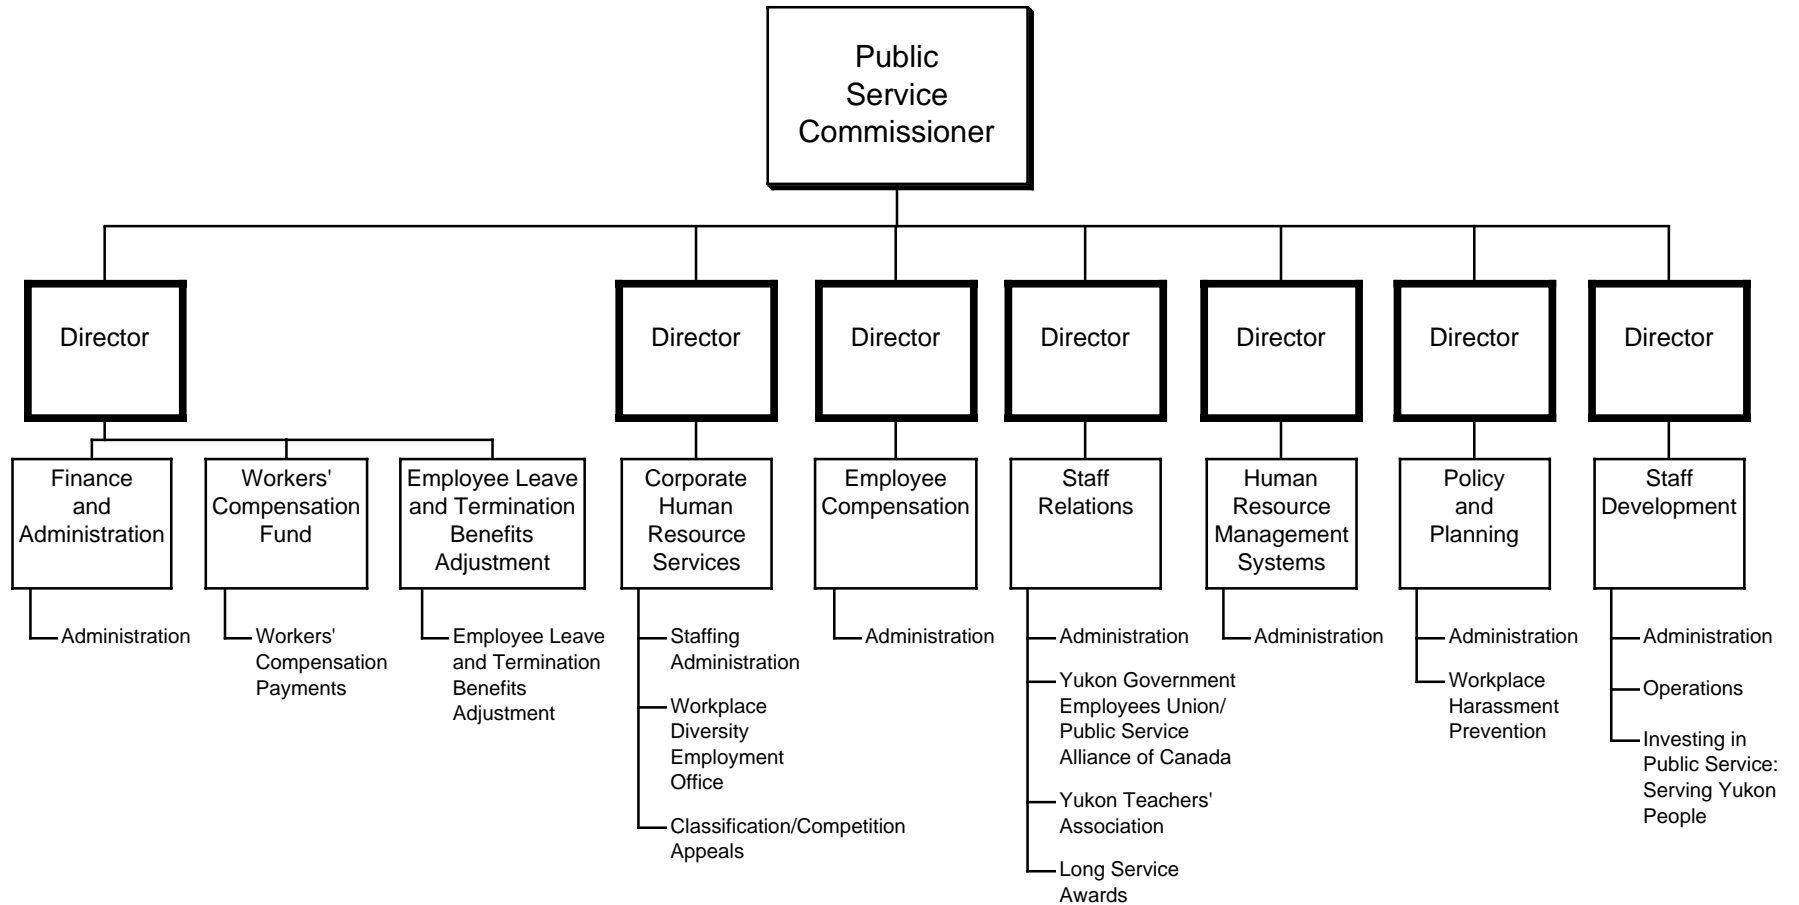 Public
Service
Commissioner
Director
Director
Director
Director
Director
Director
Director
Finance
and
Administration
Workers'
Compensation
Fund
Employee Leave
and Termination
Benefits
Adjustment
Corporate
Human
Resource
Services
Employee
Compensation
Staff
Relations
Human
Resource
Management
Systems
Policy
and
Planning
Staff
Development
Administration
Workers'
Compensation
Payments
Employee Leave
and Termination
Benefits
Adjustment
Staffing
Administration
Workplace
Diversity
Employment
Office
Classification/Competition
Appeals
Administration
Administration
Yukon Government
Employees Union/
Public Service
Alliance of Canada
Yukon Teachers'
Association
Long Service
Awards
Administration
Administration
Workplace
Harassment
Prevention
Administration
Operations
Investing in
Public Service:
Serving Yukon
People